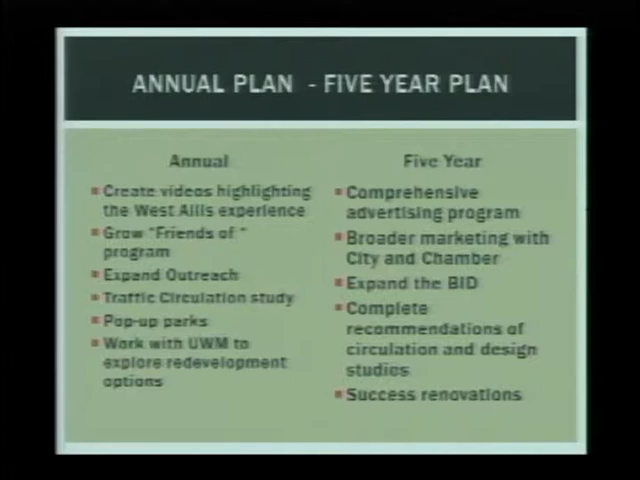 ANNUAL PLAN - FIVE YEAR PLAN
Annual
Create videos highlighting
the West Allis experience
Grow "Friends of "
program
Expand Outreach
Traffic Circulation study
Pop-up parks
Work with UWM to
explore redevelopment
options
Five Year
Comprehensive
advertising program
Broader marketing with
City and Chamber
Expand the BID
Complete
recommendations of
circulation and design
studies
Success renovations